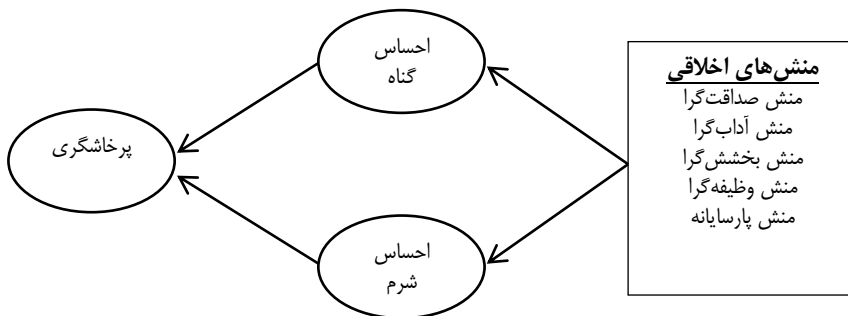 منش‌های اخلاقی
منش صداقت‌گرا
منش آداب‌گرا
منش بخشش‌گرا
منش وظیفه‌گرا
منش پارسایانه
احساس
گناه
احساس
شرم
پرخاشگری